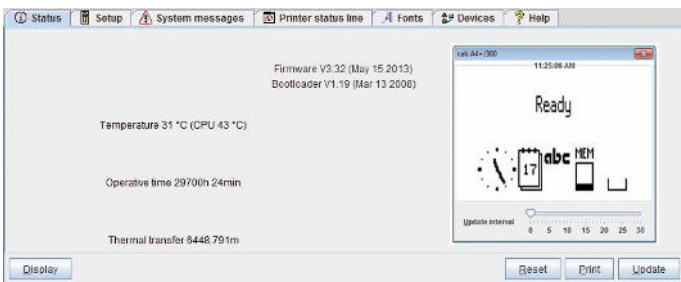 Status Setup System messages Printer status line Fonts Devices Help
Firmware V3.32 (May 15 2013)
Bootloader V1.19 (Mar 13 2008)
Temperature 31 °C (CPU 43 °C)
Operative time 29700h 24min
Thermal transfer 6448.791m
cab A4+/300
11:25:06 AM
Ready
17 abc MEM
Update interval
0 5 10 15 20 25 30
Display Reset Print Update